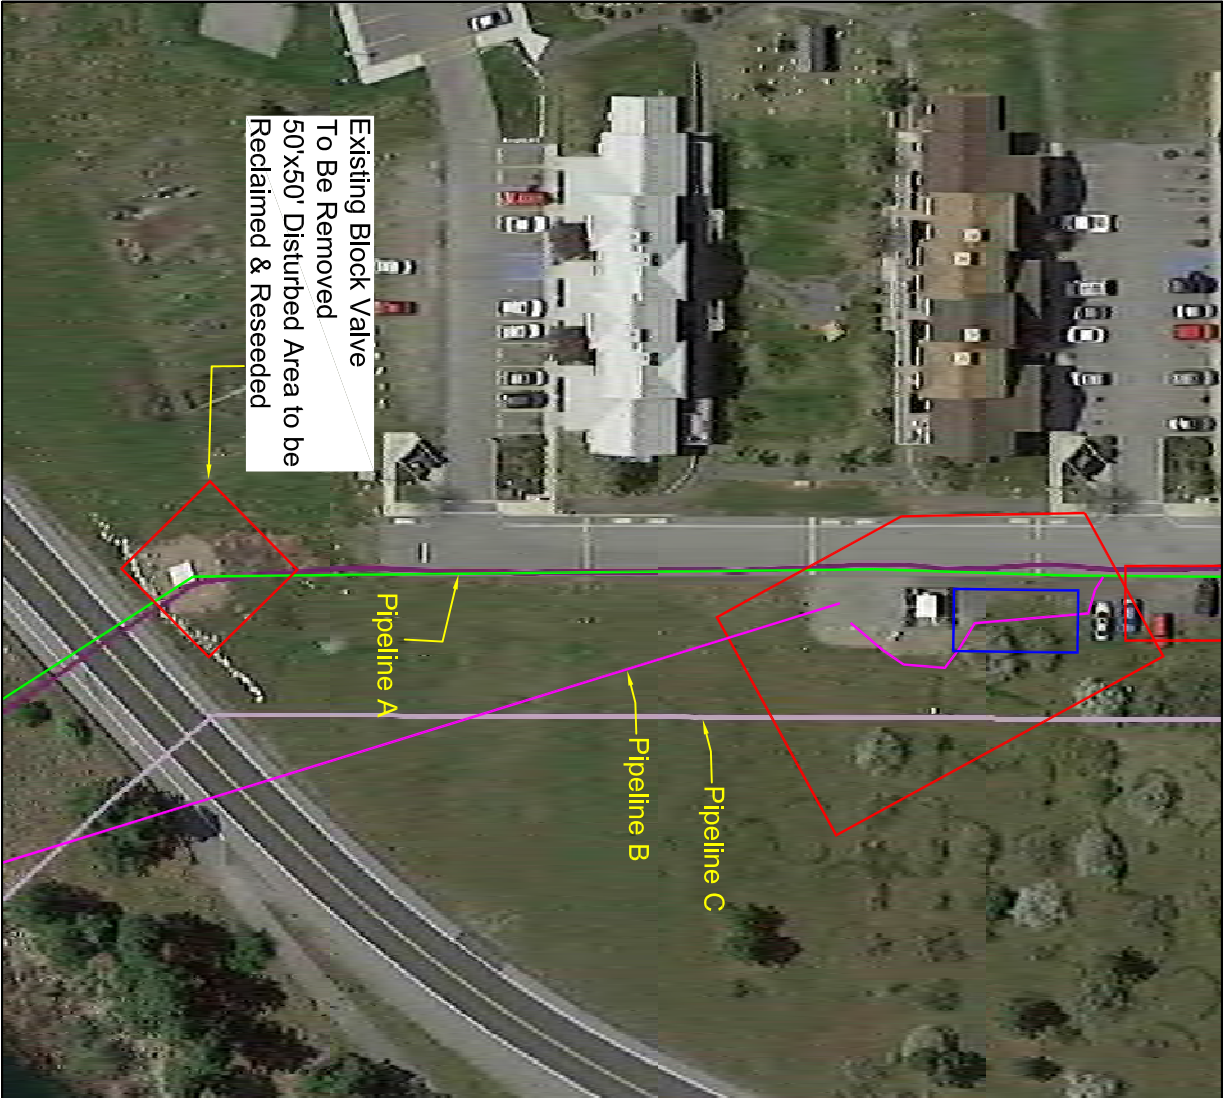 Existing Block Valve
To Be Removed
50'x50' Disturbed Area to be
Reclaimed & Reseeded
Pipeline A
Pipeline B
Pipeline C